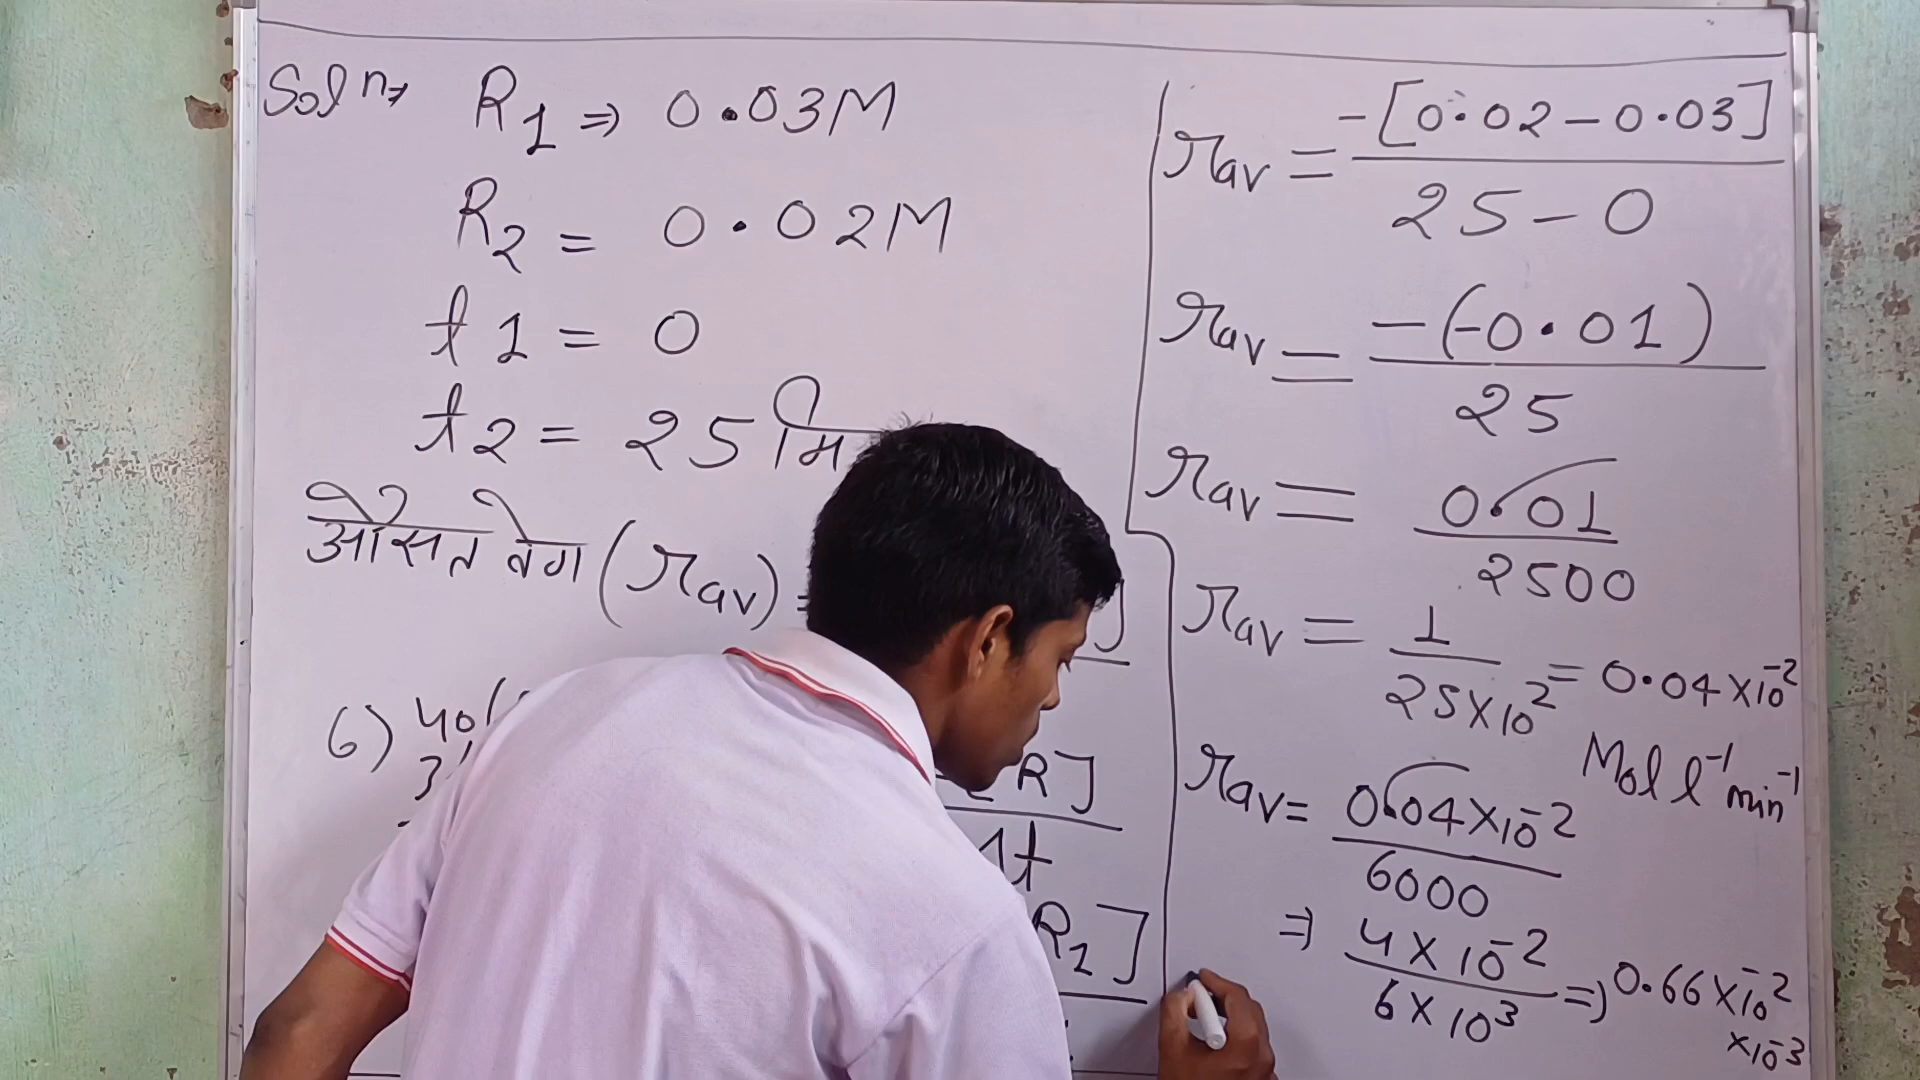 Solⁿ⇒ R₁ ⇒ 0.03M
R₂ = 0.02M
t1 = 0
t2 = 25 मि
औसत वेग (rav) =
]
6)
[R]
Δt
R₁]
rav = -[0.02-0.03] / 25-0
rav = -(-0.01) / 25
rav = 0.01 / 2500
rav = 1 / 25×10² = 0.04×10⁻²
Mol l⁻¹ min⁻¹
rav = 0.04×10⁻² / 6000
⇒ 4×10⁻² / 6×10³ ⇒ 0.66×10⁻²
×10⁻³